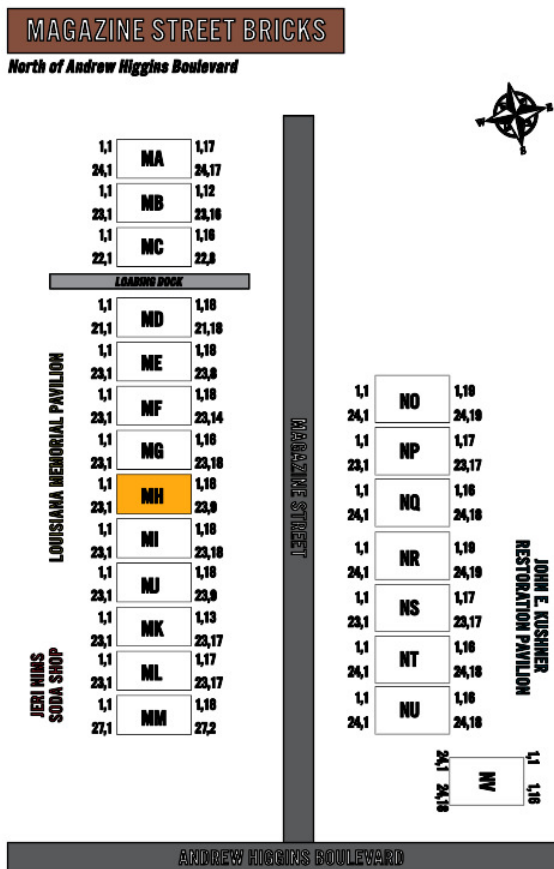 MAGAZINE STREET BRICKS
North of Andrew Higgins Boulevard
N
W
E
S
1,1 MA 1,17
24,1 24,17
1,1 MB 1,12
23,1 23,16
1,1 MC 1,16
22,1 22,8
LOADING DOCK
1,1 MD 1,18
21,1 21,18
1,1 ME 1,18
23,1 23,8
1,1 MF 1,18
23,1 23,14
1,1 MG 1,16
23,1 23,18
1,1 MH 1,18
23,1 23,9
1,1 MI 1,18
23,1 23,18
1,1 MJ 1,18
23,1 23,9
1,1 MK 1,13
23,1 23,17
1,1 ML 1,17
23,1 23,17
1,1 MM 1,18
27,1 27,2
LOUISIANA MEMORIAL PAVILION
JERI NIMS
SODA SHOP
MAGAZINE STREET
1,1 NO 1,19
24,1 24,19
1,1 NP 1,17
23,1 23,17
1,1 NQ 1,16
24,1 24,18
1,1 NR 1,19
24,1 24,19
1,1 NS 1,17
23,1 23,17
1,1 NT 1,16
24,1 24,18
1,1 NU 1,16
24,1 24,18
JOHN E. KUSHNER
RESTORATION PAVILION
1,1 NV 1,16
24,1 24,18
ANDREW HIGGINS BOULEVARD